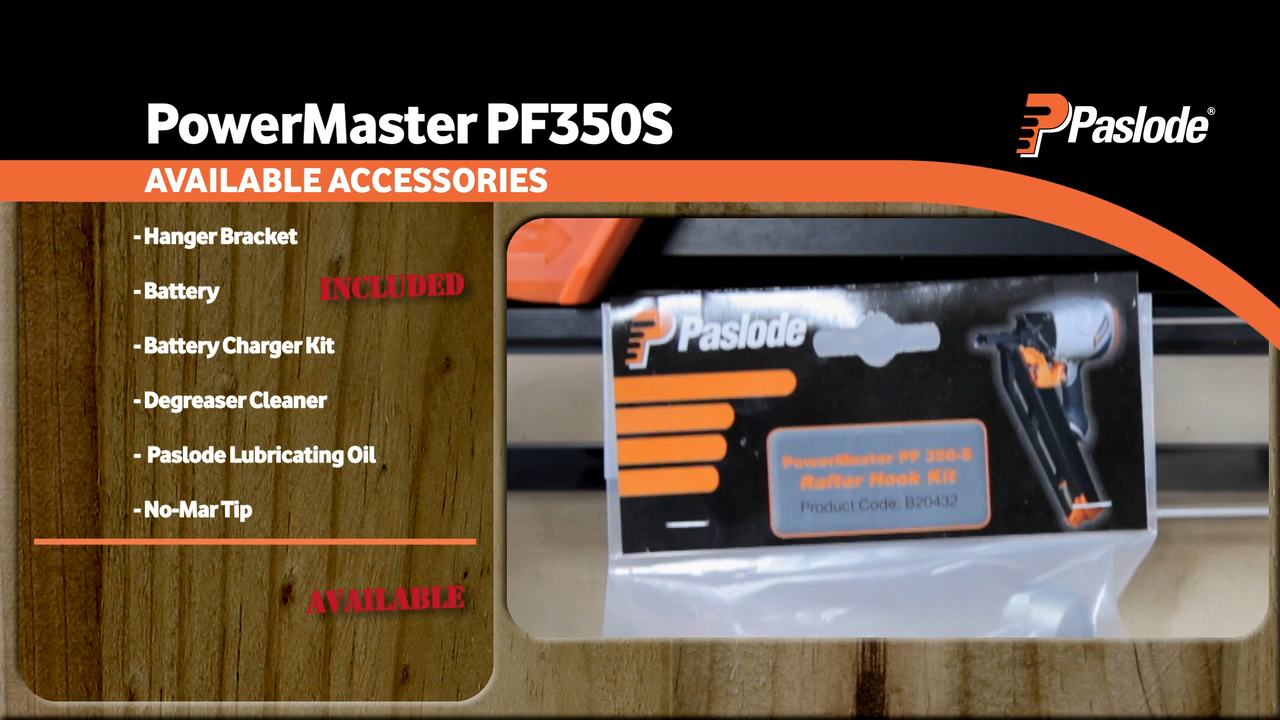 PowerMaster PF350S
Paslode®
AVAILABLE ACCESSORIES
- Hanger Bracket
- Battery
INCLUDED
- Battery Charger Kit
- Degreaser Cleaner
- Paslode Lubricating Oil
- No-Mar Tip
AVAILABLE
Paslode
PowerMaster PF 350-S
Rafter Hook Kit
Product Code: B20432